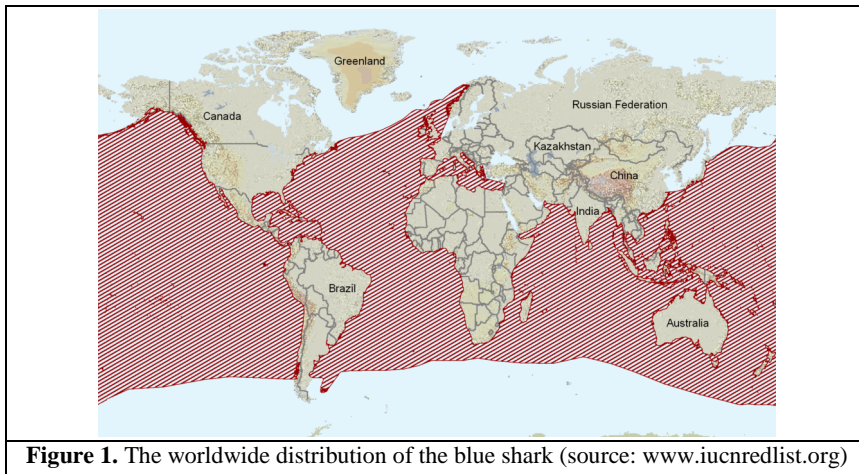 Greenland
Russian Federation
Canada
Kazakhstan
China
India
Brazil
Australia
Figure 1. The worldwide distribution of the blue shark (source: www.iucnredlist.org)